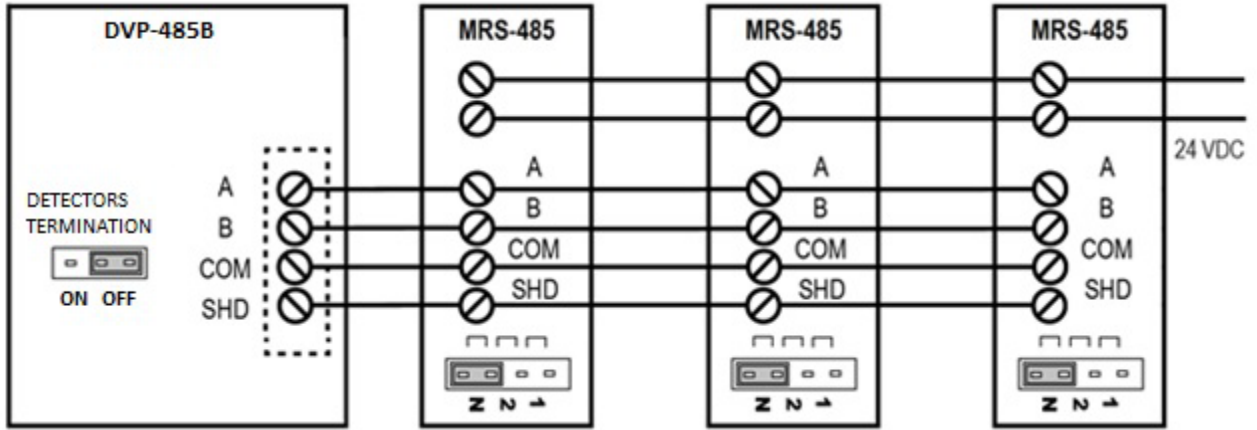 DVP-485B
DETECTORS
TERMINATION
ON OFF
A
B
COM
SHD
MRS-485
A
B
COM
SHD
N 2 1
MRS-485
A
B
COM
SHD
N 2 1
MRS-485
A
B
COM
SHD
N 2 1
24 VDC